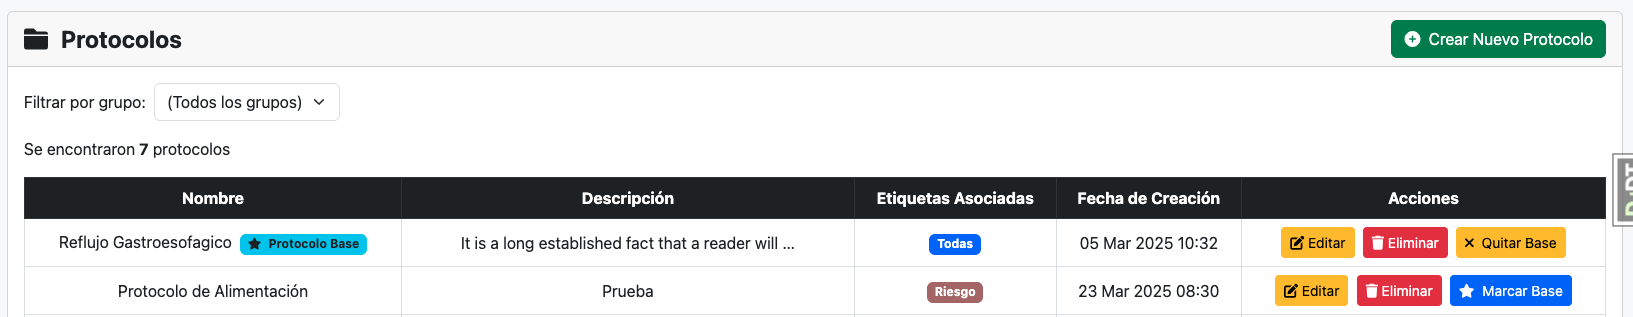 Protocolos
Crear Nuevo Protocolo
Filtrar por grupo: (Todos los grupos)
Se encontraron 7 protocolos
Nombre Descripción Etiquetas Asociadas Fecha de Creación Acciones
Reflujo Gastroesofagico Protocolo Base It is a long established fact that a reader will ... Todas 05 Mar 2025 10:32 Editar Eliminar Quitar Base
Protocolo de Alimentación Prueba Riesgo 23 Mar 2025 08:30 Editar Eliminar Marcar Base